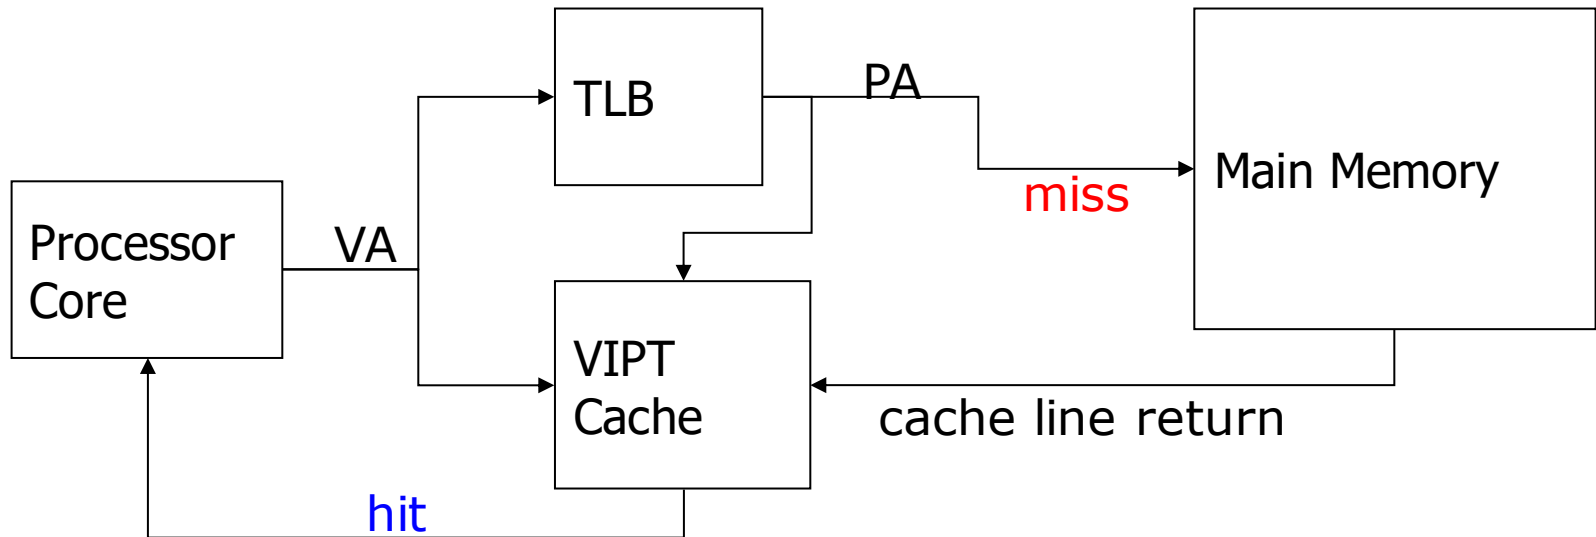 TLB
PA
Main Memory
miss
Processor
Core
VA
VIPT
Cache
cache line return
hit